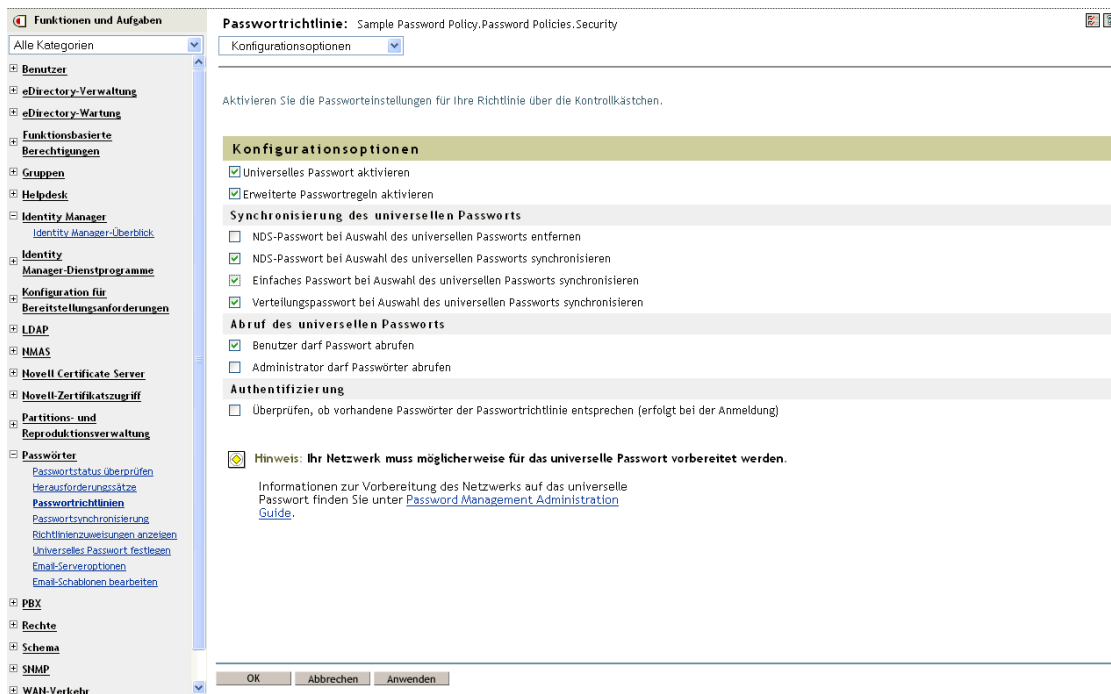 Funktionen und Aufgaben
Alle Kategorien
Benutzer
eDirectory-Verwaltung
eDirectory-Wartung
Funktionsbasierte
Berechtigungen
Gruppen
Helpdesk
Identity Manager
Identity Manager-Überblick
Identity
Manager-Dienstprogramme
Konfiguration für
Bereitstellungsanforderungen
LDAP
NMAS
Novell Certificate Server
Novell-Zertifikatszugriff
Partitions- und
Reproduktionsverwaltung
Passwörter
Passwortstatus überprüfen
Herausforderungssätze
Passwortrichtlinien
Passwortsynchronisierung
Richtlinienzuweisungen anzeigen
Universelles Passwort festlegen
Email-Serveroptionen
Email-Schablonen bearbeiten
PBX
Rechte
Schema
SNMP
WAN-Verkehr
Passwortrichtlinie: Sample Password Policy.Password Policies.Security
Konfigurationsoptionen
Aktivieren Sie die Passworteinstellungen für Ihre Richtlinie über die Kontrollkästchen.
Konfigurationsoptionen
Universelles Passwort aktivieren
Erweiterte Passwortregeln aktivieren
Synchronisierung des universellen Passworts
NDS-Passwort bei Auswahl des universellen Passworts entfernen
NDS-Passwort bei Auswahl des universellen Passworts synchronisieren
Einfaches Passwort bei Auswahl des universellen Passworts synchronisieren
Verteilungspasswort bei Auswahl des universellen Passworts synchronisieren
Abruf des universellen Passworts
Benutzer darf Passwort abrufen
Administrator darf Passwörter abrufen
Authentifizierung
Überprüfen, ob vorhandene Passwörter der Passwortrichtlinie entsprechen (erfolgt bei der Anmeldung)
Hinweis: Ihr Netzwerk muss möglicherweise für das universelle Passwort vorbereitet werden.
Informationen zur Vorbereitung des Netzwerks auf das universelle
Passwort finden Sie unter Password Management Administration
Guide.
OK Abbrechen Anwenden